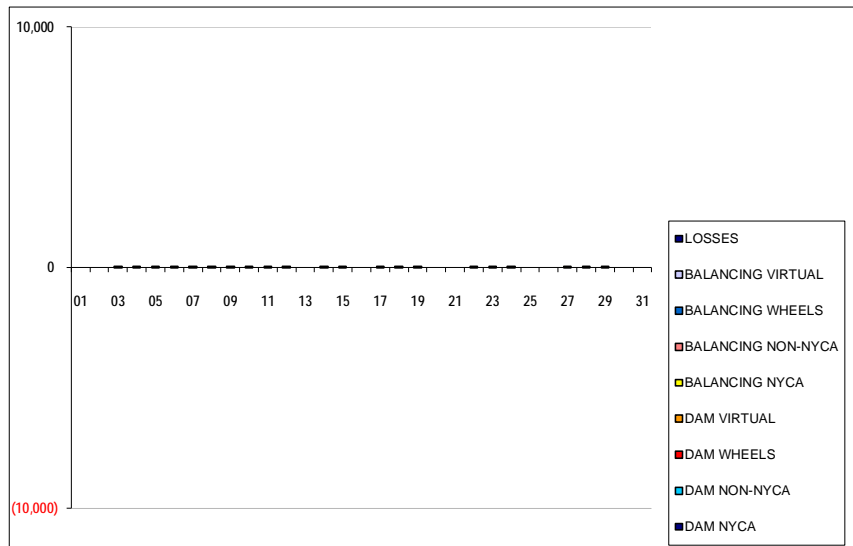 10,000
0
01 03 05 07 09 11 13 15 17 19 21 23 25 27 29 31
(10,000)
LOSSES
BALANCING VIRTUAL
BALANCING WHEELS
BALANCING NON-NYCA
BALANCING NYCA
DAM VIRTUAL
DAM WHEELS
DAM NON-NYCA
DAM NYCA